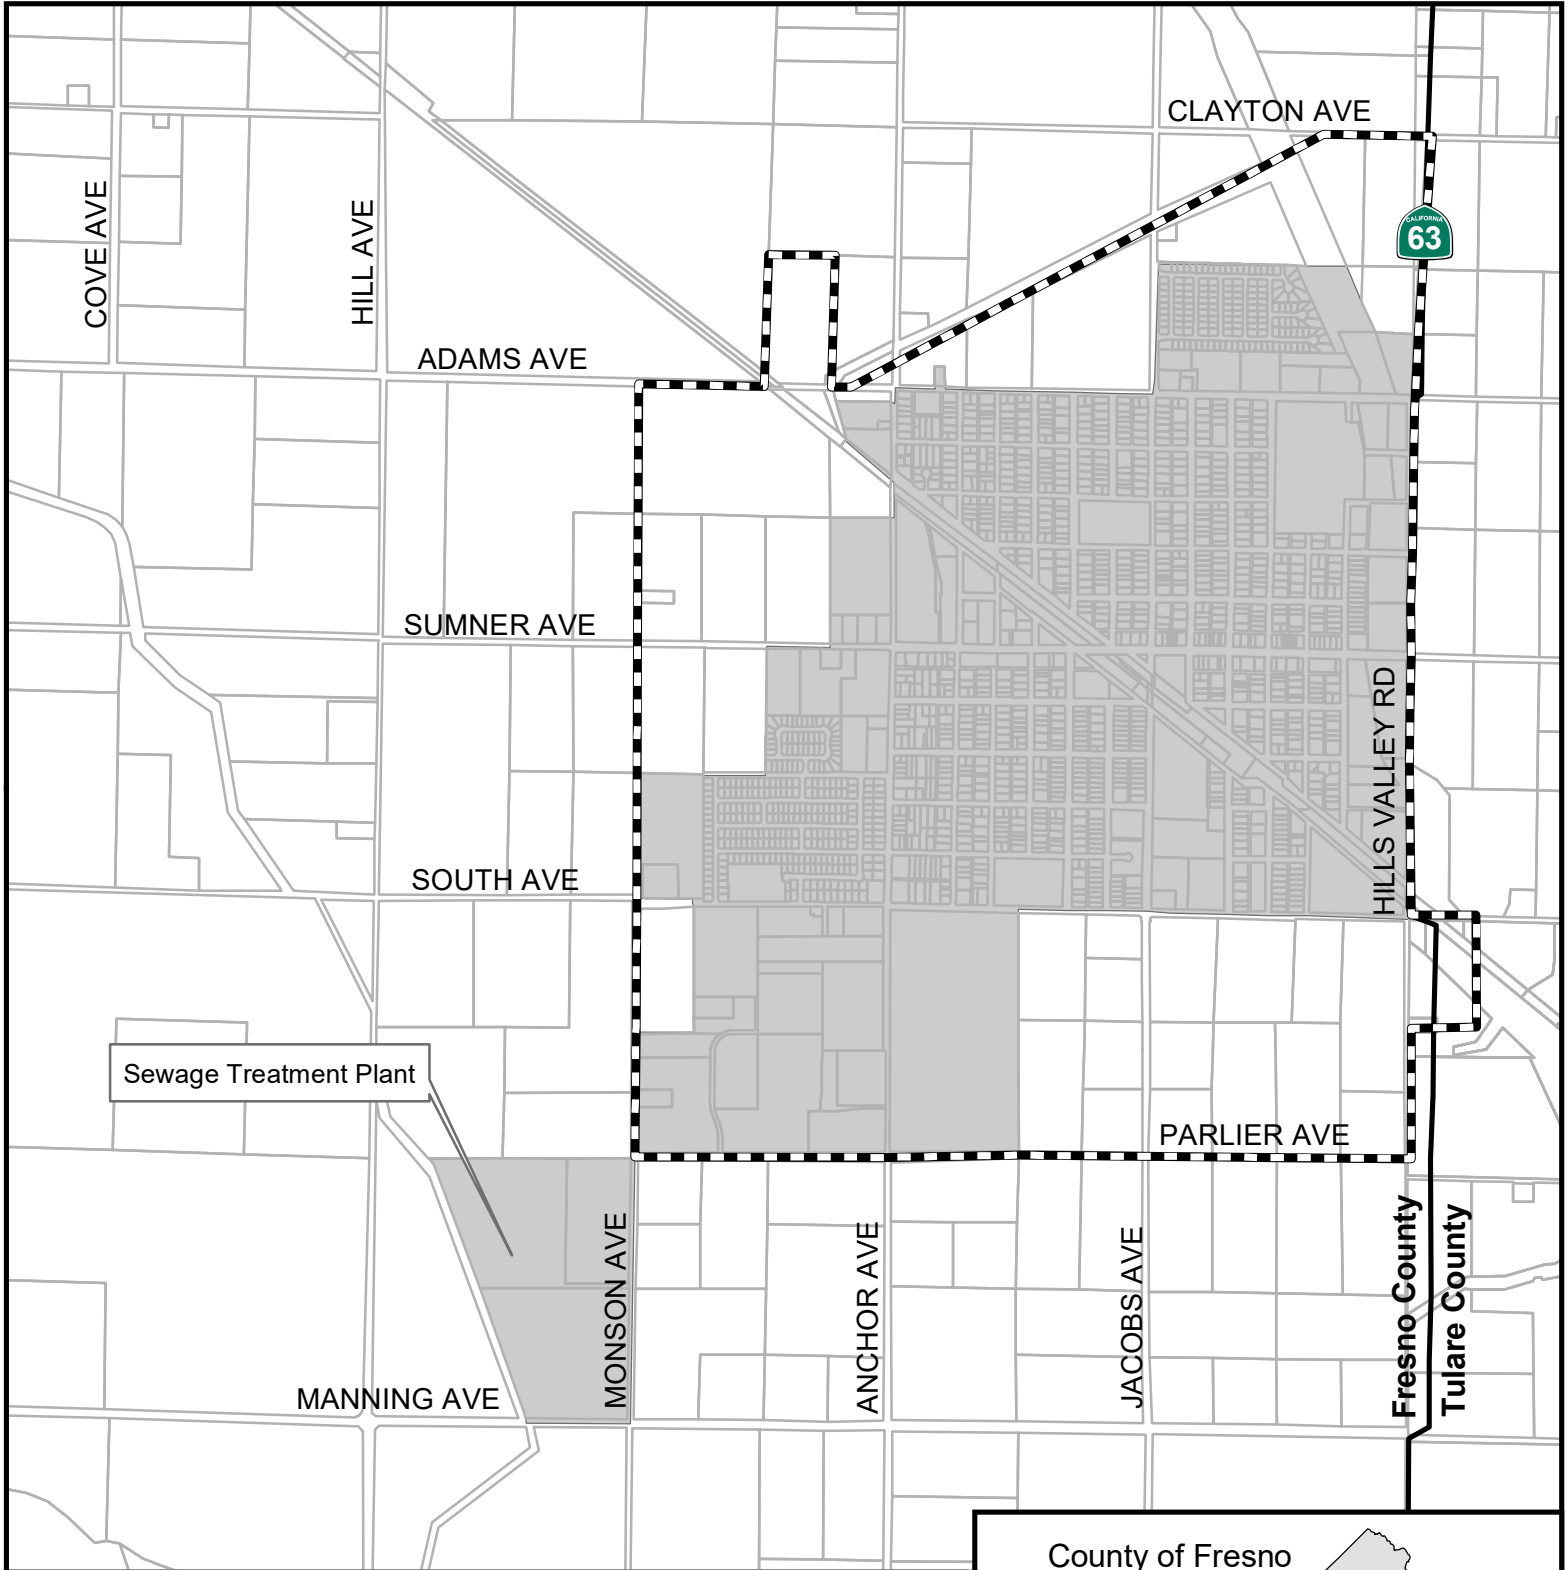 CLAYTON AVE
COVE AVE
HILL AVE
CALIFORNIA
63
ADAMS AVE
SUMNER AVE
HILLS VALLEY RD
SOUTH AVE
Sewage Treatment Plant
PARLIER AVE
MONSON AVE
ANCHOR AVE
JACOBS AVE
Fresno County
Tulare County
MANNING AVE
County of Fresno